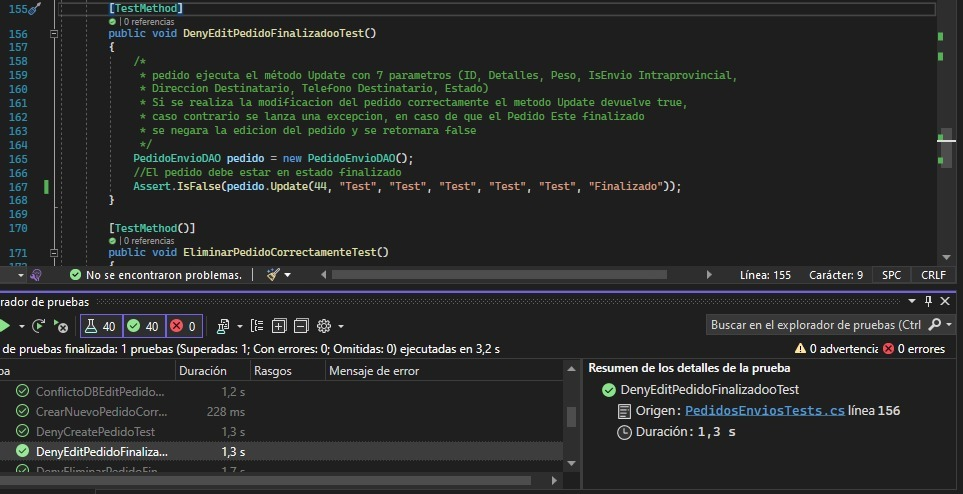 155 [TestMethod]
| 0 referencias
156 public void DenyEditPedidoFinalizadooTest()
157 {
158 /*
159 * pedido ejecuta el método Update con 7 parametros (ID, Detalles, Peso, IsEnvio Intraprovincial,
160 * Direccion Destinatario, Telefono Destinatario, Estado)
161 * Si se realiza la modificacion del pedido correctamente el metodo Update devuelve true,
162 * caso contrario se lanza una excepcion, en caso de que el Pedido Este finalizado
163 * se negara la edicion del pedido y se retornara false
164 */
165 PedidoEnvioDAO pedido = new PedidoEnvioDAO();
166 //El pedido debe estar en estado finalizado
167 Assert.IsFalse(pedido.Update(44, "Test", "Test", "Test", "Test", "Test", "Finalizado"));
168 }
169
170 [TestMethod()]
| 0 referencias
171 public void EliminarPedidoCorrectamenteTest()
172 {
No se encontraron problemas. Línea: 155 Carácter: 9 SPC CRLF
rador de pruebas
40 40 0 Buscar en el explorador de pruebas (Ctrl
de pruebas finalizada: 1 pruebas (Superadas: 1; Con errores: 0; Omitidas: 0) ejecutadas en 3,2 s 0 advertencia 0 errores
ba Duración Rasgos Mensaje de error
ConflictoDBEditPedido... 1,2 s
CrearNuevoPedidoCorr... 228 ms
DenyCreatePedidoTest 1,3 s
DenyEditPedidoFinaliza... 1,3 s
DenyEliminarPedidoFin... 1,7 s
Resumen de los detalles de la prueba
DenyEditPedidoFinalizadooTest
Origen: PedidosEnviosTests.cs línea 156
Duración: 1,3 s